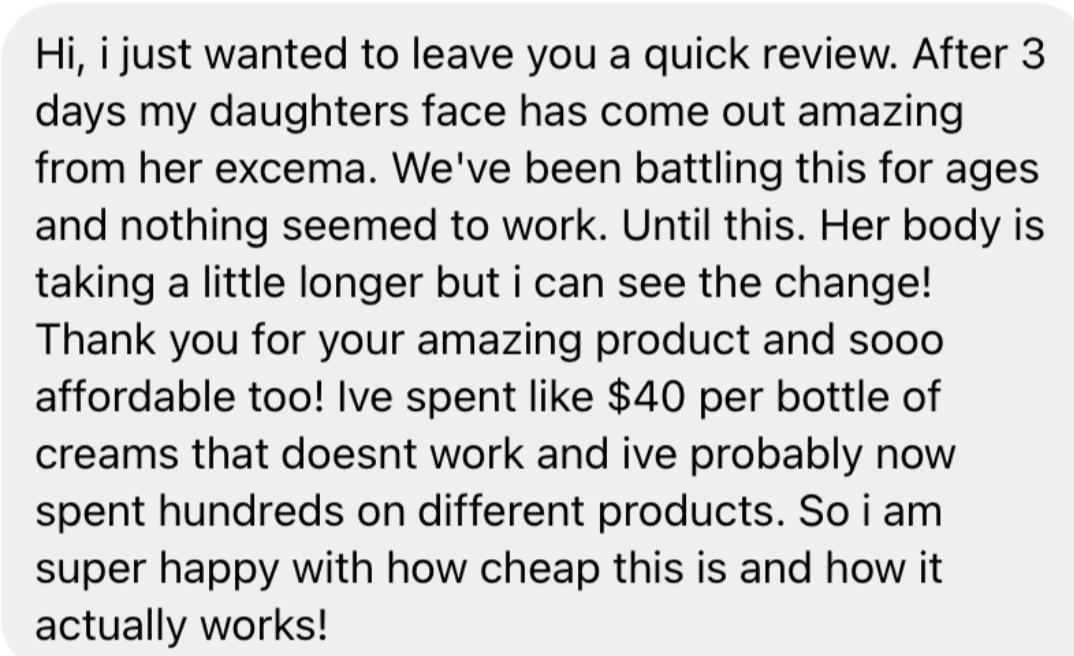 Hi, i just wanted to leave you a quick review. After 3
days my daughters face has come out amazing
from her excema. We've been battling this for ages
and nothing seemed to work. Until this. Her body is
taking a little longer but i can see the change!
Thank you for your amazing product and sooo
affordable too! Ive spent like $40 per bottle of
creams that doesnt work and ive probably now
spent hundreds on different products. So i am
super happy with how cheap this is and how it
actually works!